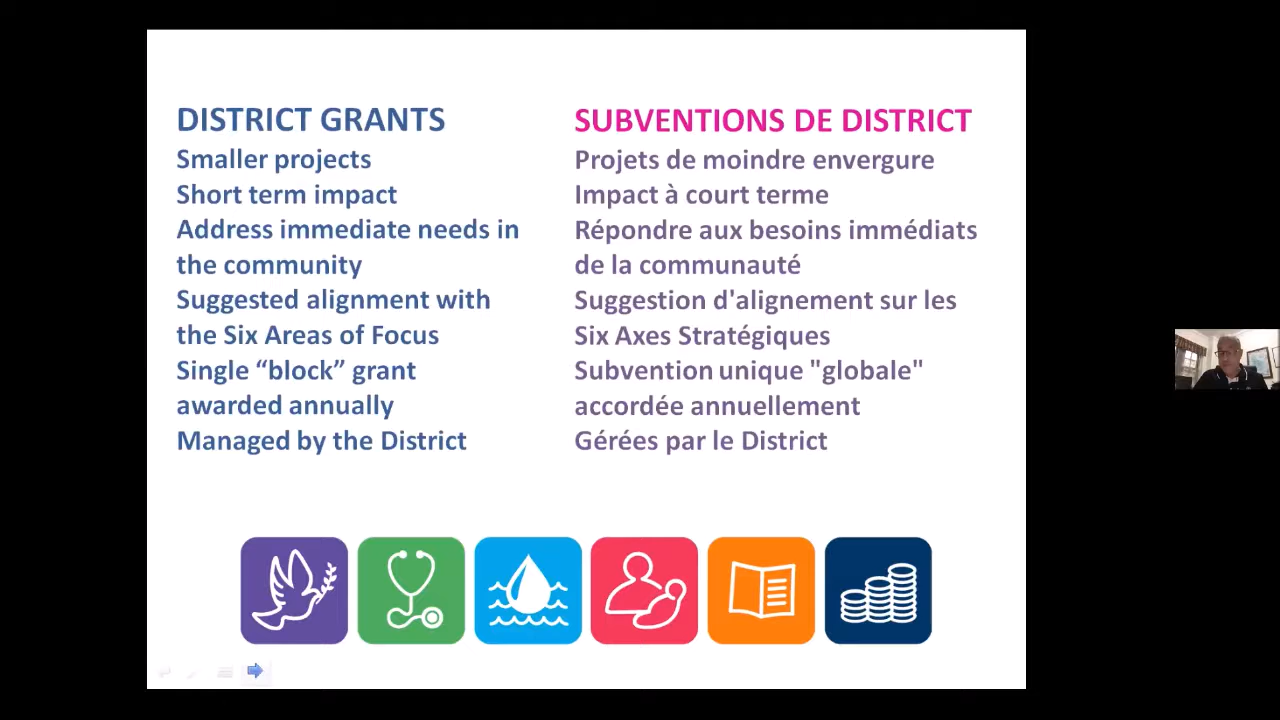 DISTRICT GRANTS
Smaller projects
Short term impact
Address immediate needs in
the community
Suggested alignment with
the Six Areas of Focus
Single “block” grant
awarded annually
Managed by the District
SUBVENTIONS DE DISTRICT
Projets de moindre envergure
Impact à court terme
Répondre aux besoins immédiats
de la communauté
Suggestion d'alignement sur les
Six Axes Stratégiques
Subvention unique "globale"
accordée annuellement
Gérées par le District